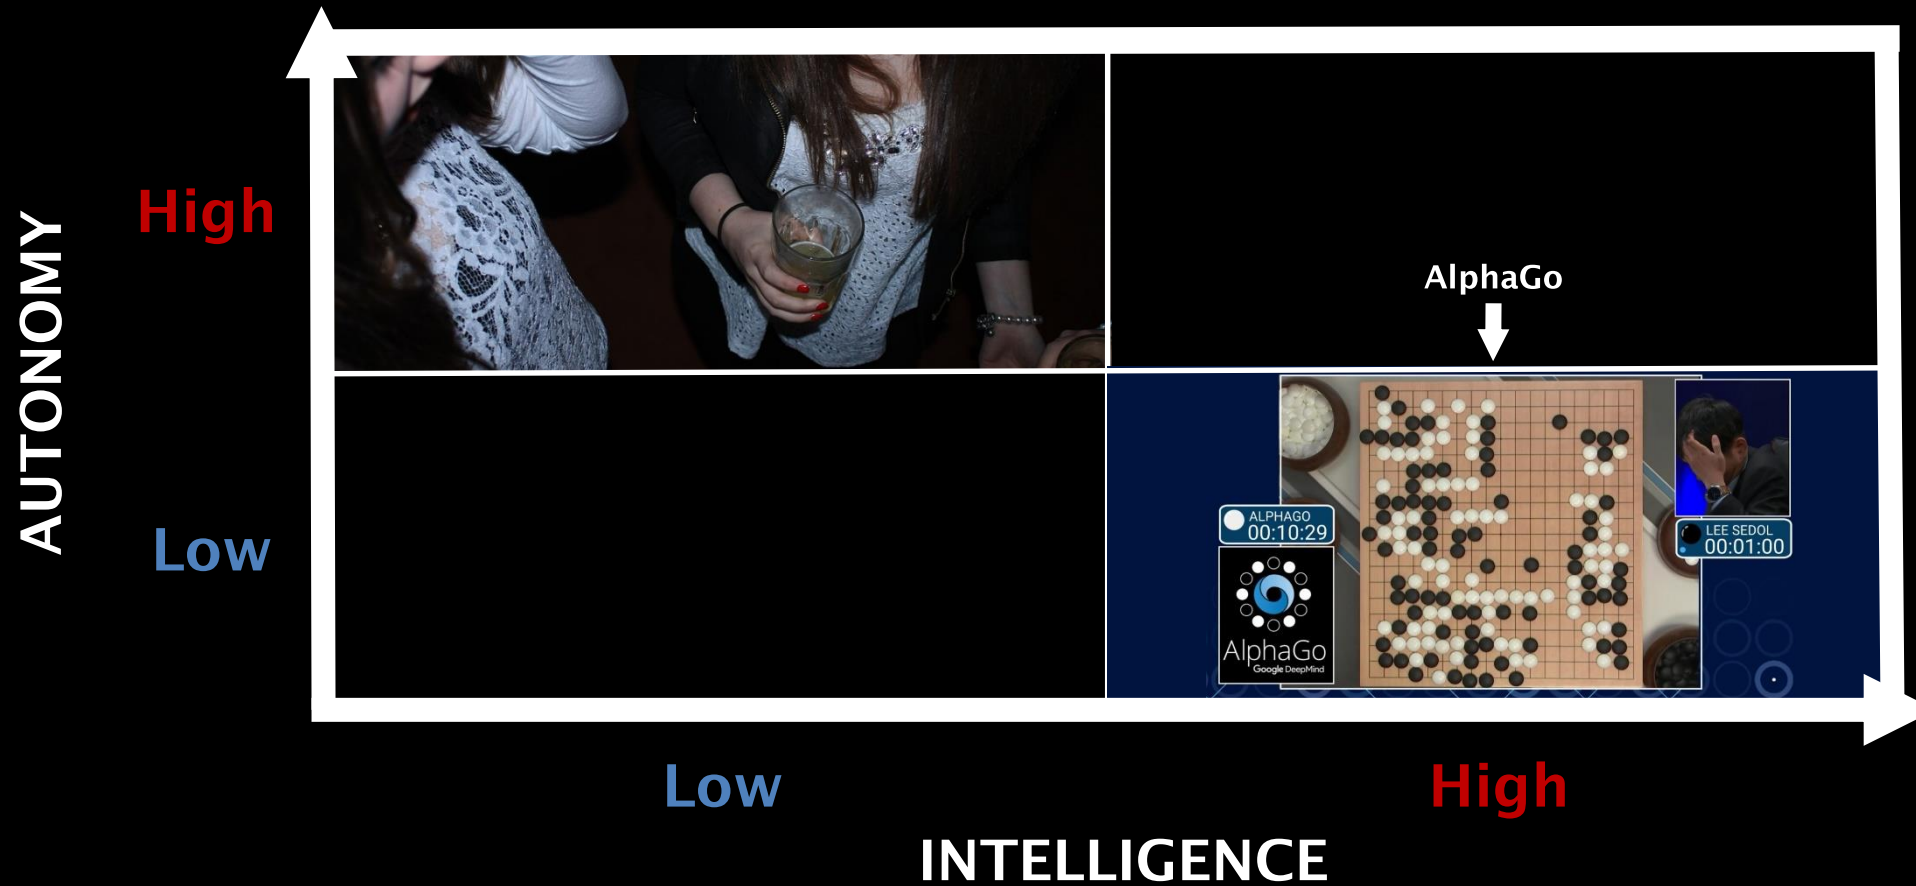 AUTONOMY
High
Low
AlphaGo
ALPHAGO
00:10:29
LEE SEDOL
00:01:00
AlphaGo
Google DeepMind
Low
High
INTELLIGENCE